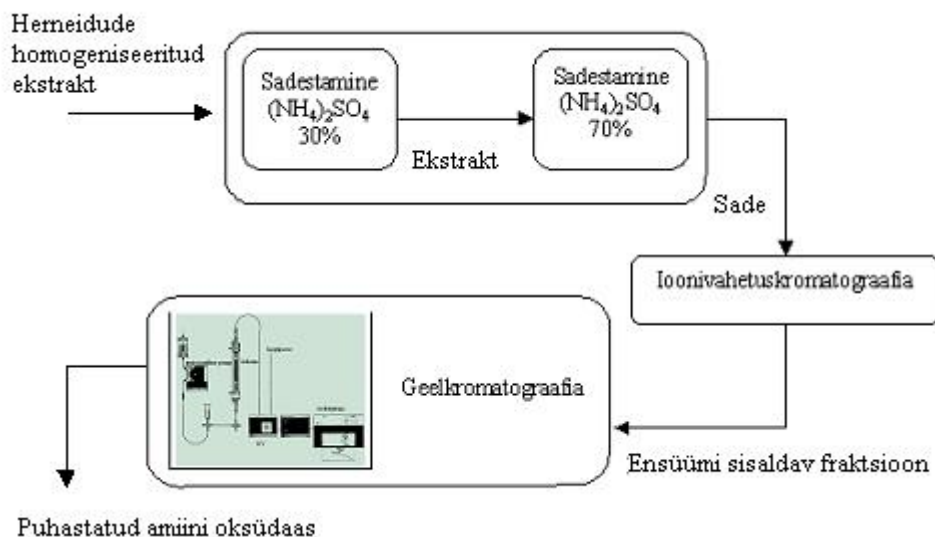 Herneidude
homogeniseeritud
ekstrakt
Sadestamine
(NH₄)₂SO₄
30%
Ekstrakt
Sadestamine
(NH₄)₂SO₄
70%
Sade
Ioonivahetuskromatograafia
Ensüümi sisaldav fraktsioon
Geelkromatograafia
Puhastatud amiini oksüdaas